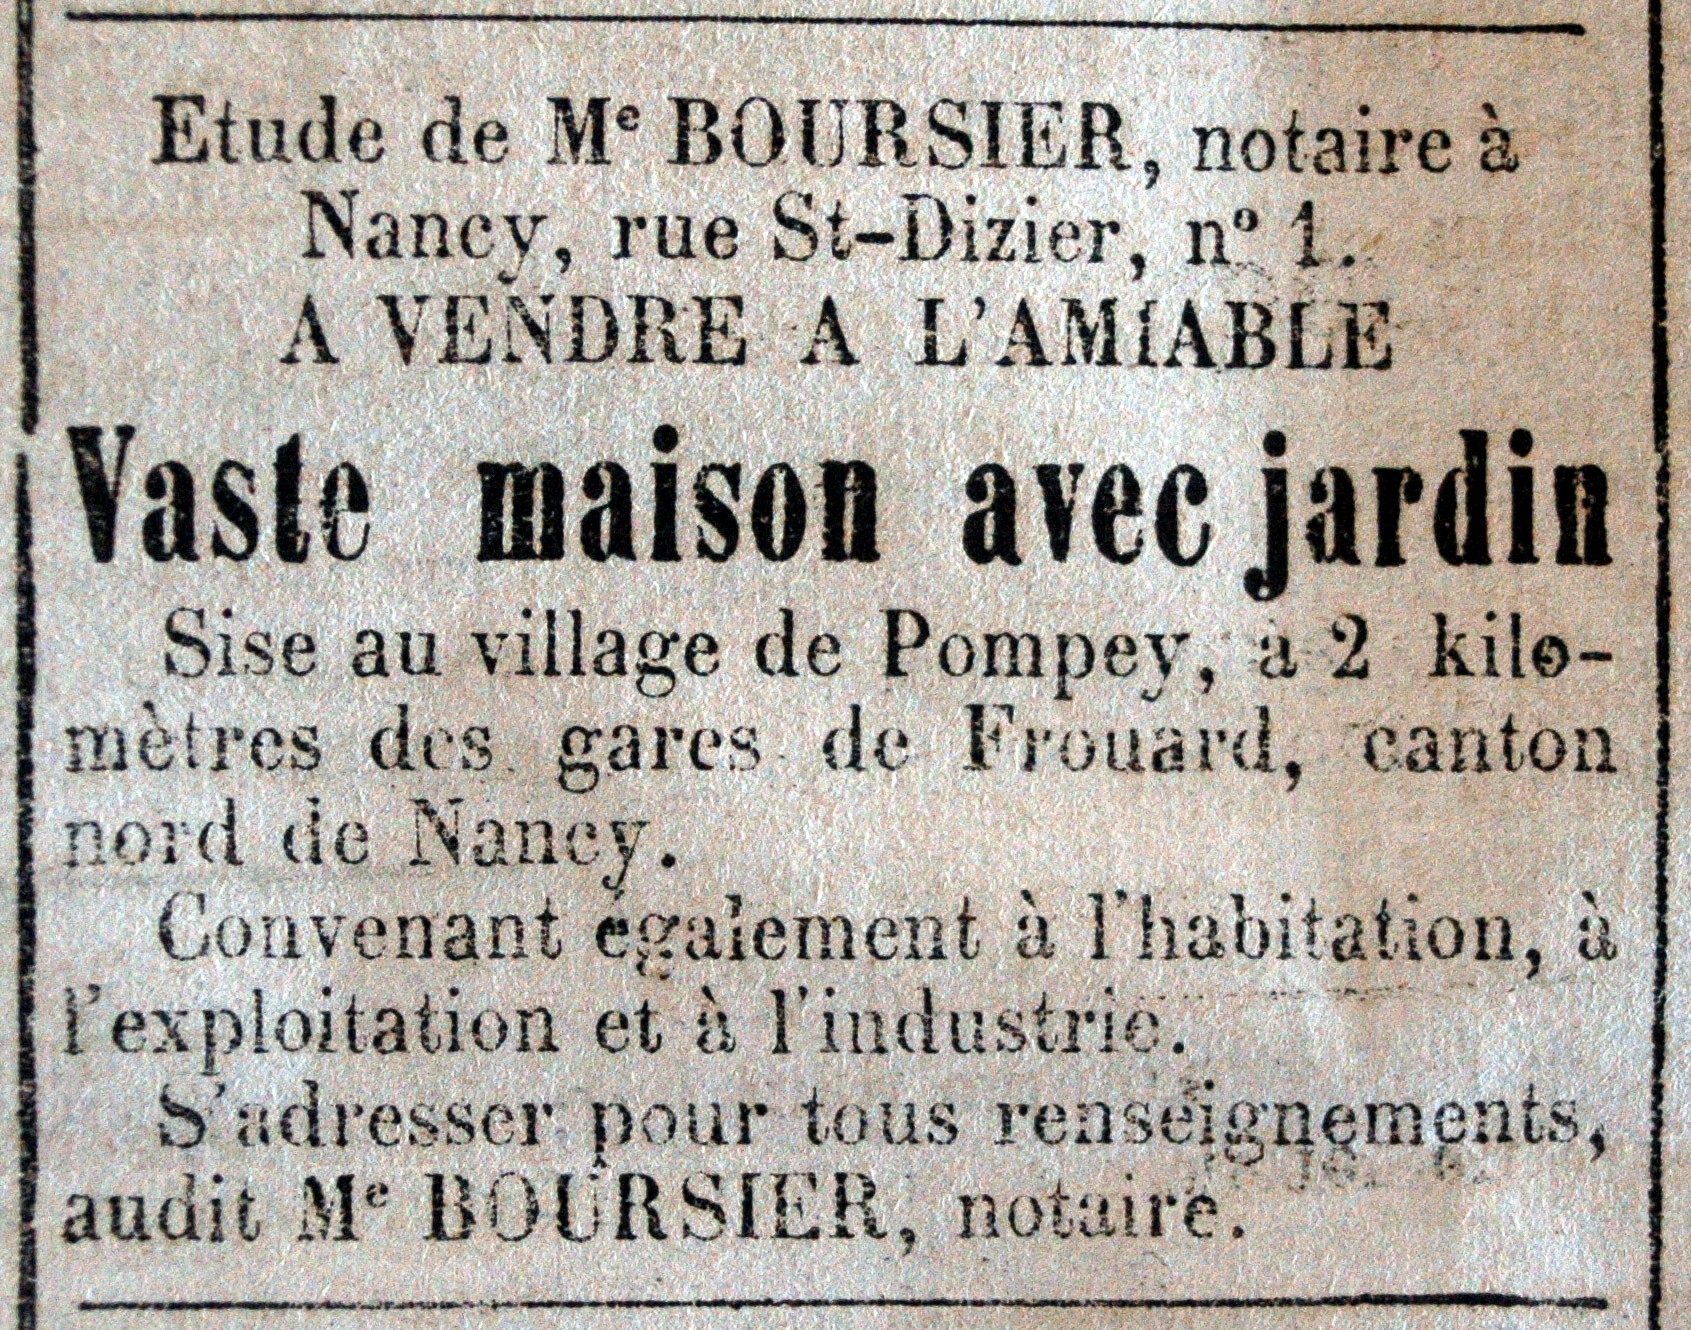 Etude de Mᵉ BOURSIER, notaire à
Nancy, rue St-Dizier, n° 1.
A VENDRE A L'AMIABLE
Vaste maison avec jardin
Sise au village de Pompey, à 2 kilo-
mètres des gares de Frouard, canton
nord de Nancy.
Convenant également à l'habitation, à
l'exploitation et à l'industrie.
S'adresser pour tous renseignements,
audit Mᵉ BOURSIER, notaire.